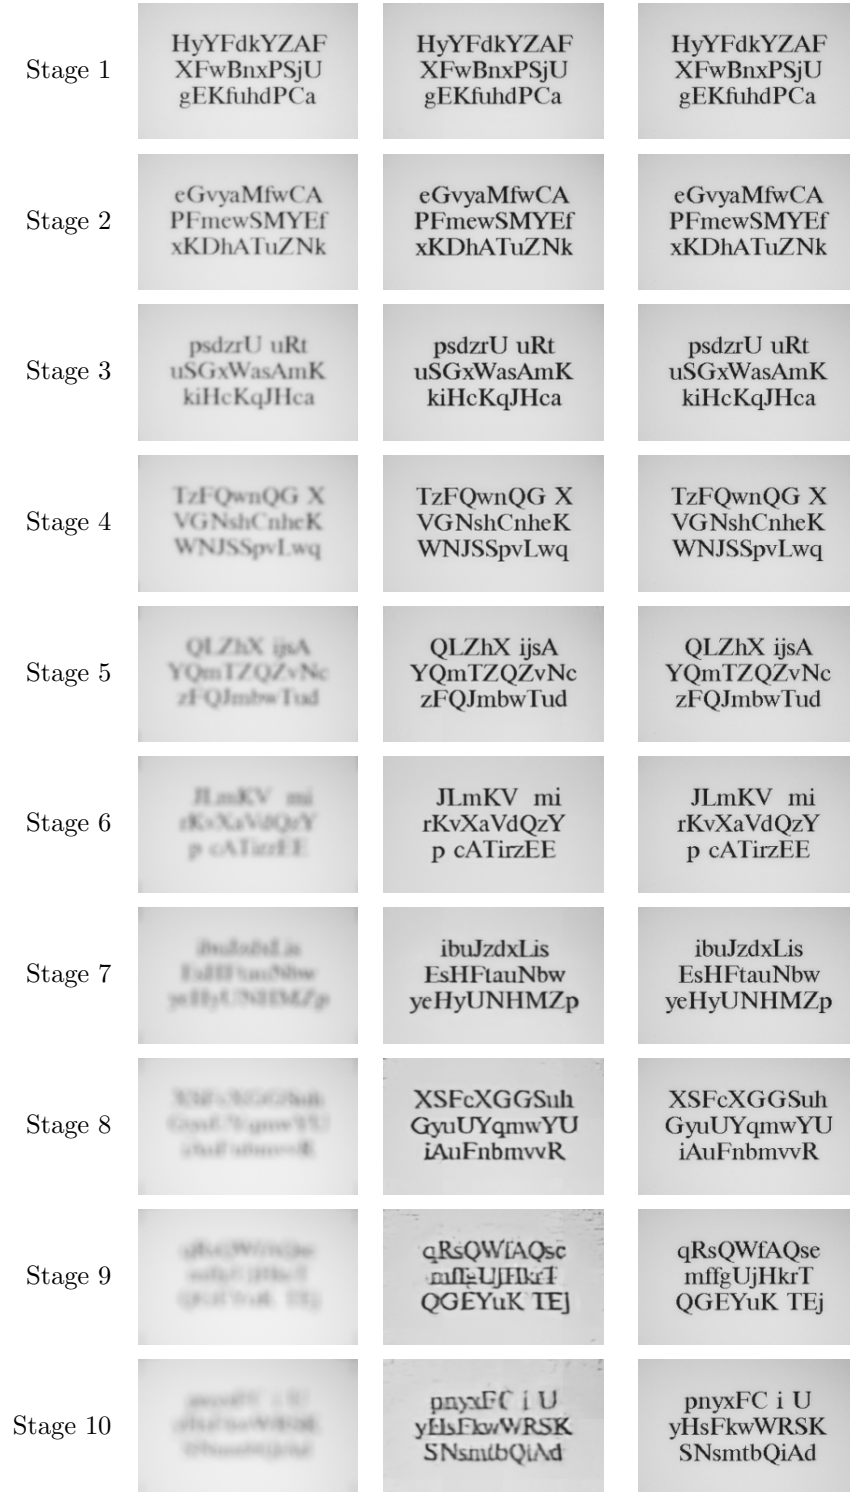 Stage 1
HyYFdkYZAF
XFwBnxPSjU
gEKfuhdPCa
HyYFdkYZAF
XFwBnxPSjU
gEKfuhdPCa
HyYFdkYZAF
XFwBnxPSjU
gEKfuhdPCa
Stage 2
eGvyaMfwCA
PFmewSMYEf
xKDhATuZNk
eGvyaMfwCA
PFmewSMYEf
xKDhATuZNk
eGvyaMfwCA
PFmewSMYEf
xKDhATuZNk
Stage 3
psdzrU uRt
uSGxWasAmK
kiHcKqJHca
psdzrU uRt
uSGxWasAmK
kiHcKqJHca
psdzrU uRt
uSGxWasAmK
kiHcKqJHca
Stage 4
TzFQwnQG X
VGNshCnheK
WNJSSpvLwq
TzFQwnQG X
VGNshCnheK
WNJSSpvLwq
TzFQwnQG X
VGNshCnheK
WNJSSpvLwq
Stage 5
QLZhX ijsA
YQmTZQZvNc
zFQJmbwTud
QLZhX ijsA
YQmTZQZvNc
zFQJmbwTud
QLZhX ijsA
YQmTZQZvNc
zFQJmbwTud
Stage 6
JLmKV mi
rKvXaVdQzY
p cATirzEE
JLmKV mi
rKvXaVdQzY
p cATirzEE
Stage 7
ibuJzdxLis
EsHFtauNbw
yeHyUNHMZp
ibuJzdxLis
EsHFtauNbw
yeHyUNHMZp
Stage 8
XSFcXGGSuh
GyuUYqmwYU
iAuFnbmvvR
XSFcXGGSuh
GyuUYqmwYU
iAuFnbmvvR
Stage 9
QGEYuK TEj
qRsQWfAQse
mffgUjHkrT
QGEYuK TEj
Stage 10
pnyxFC i U
yHsFkwWRSK
SNsmtbQiAd
pnyxFC i U
yHsFkwWRSK
SNsmtbQiAd